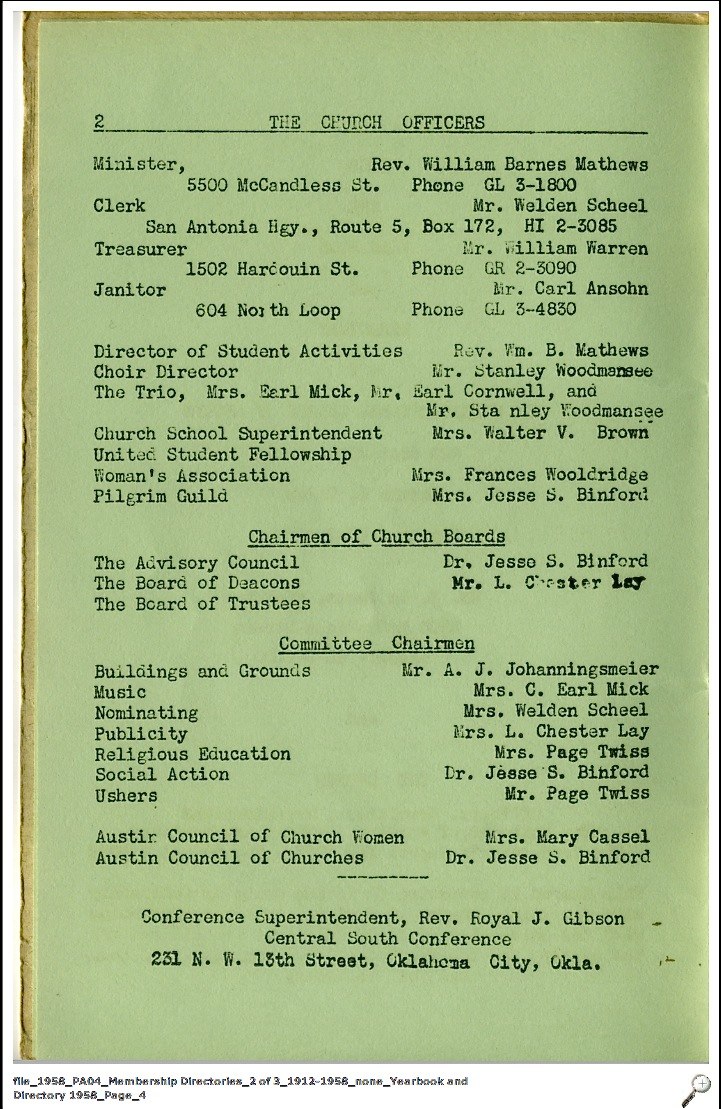 2 THE CHURCH OFFICERS
Minister, Rev. William Barnes Mathews
5500 McCandless St. Phone GL 3-1800
Clerk Mr. Welden Scheel
San Antonia Hgy., Route 5, Box 172, HI 2-3085
Treasurer Mr. William Warren
1502 Hardouin St. Phone GR 2-3090
Janitor Mr. Carl Ansohn
604 North Loop Phone GL 3-4830
Director of Student Activities Rev. Wm. B. Mathews
Choir Director Mr. Stanley Woodmansee
The Trio, Mrs. Earl Mick, Mr. Earl Cornwell, and
Mr. Sta nley Woodmansee
Church School Superintendent Mrs. Walter V. Brown
United Student Fellowship
Woman's Association Mrs. Frances Wooldridge
Pilgrim Guild Mrs. Jesse S. Binford
Chairmen of Church Boards
The Advisory Council Dr. Jesse S. Binford
The Board of Deacons Mr. L. Chester Lay
The Board of Trustees
Committee Chairmen
Buildings and Grounds Mr. A. J. Johanningsmeier
Music Mrs. C. Earl Mick
Nominating Mrs. Welden Scheel
Publicity Mrs. L. Chester Lay
Religious Education Mrs. Page Twiss
Social Action Dr. Jesse S. Binford
Ushers Mr. Page Twiss
Austin Council of Church Women Mrs. Mary Cassel
Austin Council of Churches Dr. Jesse S. Binford
Conference Superintendent, Rev. Royal J. Gibson
Central South Conference
231 N. W. 13th Street, Oklahoma City, Okla.
file_1958_PA04_Membership Directories_2 of 3_1912-1958_none_Yearbook and
Directory 1958_Page_4